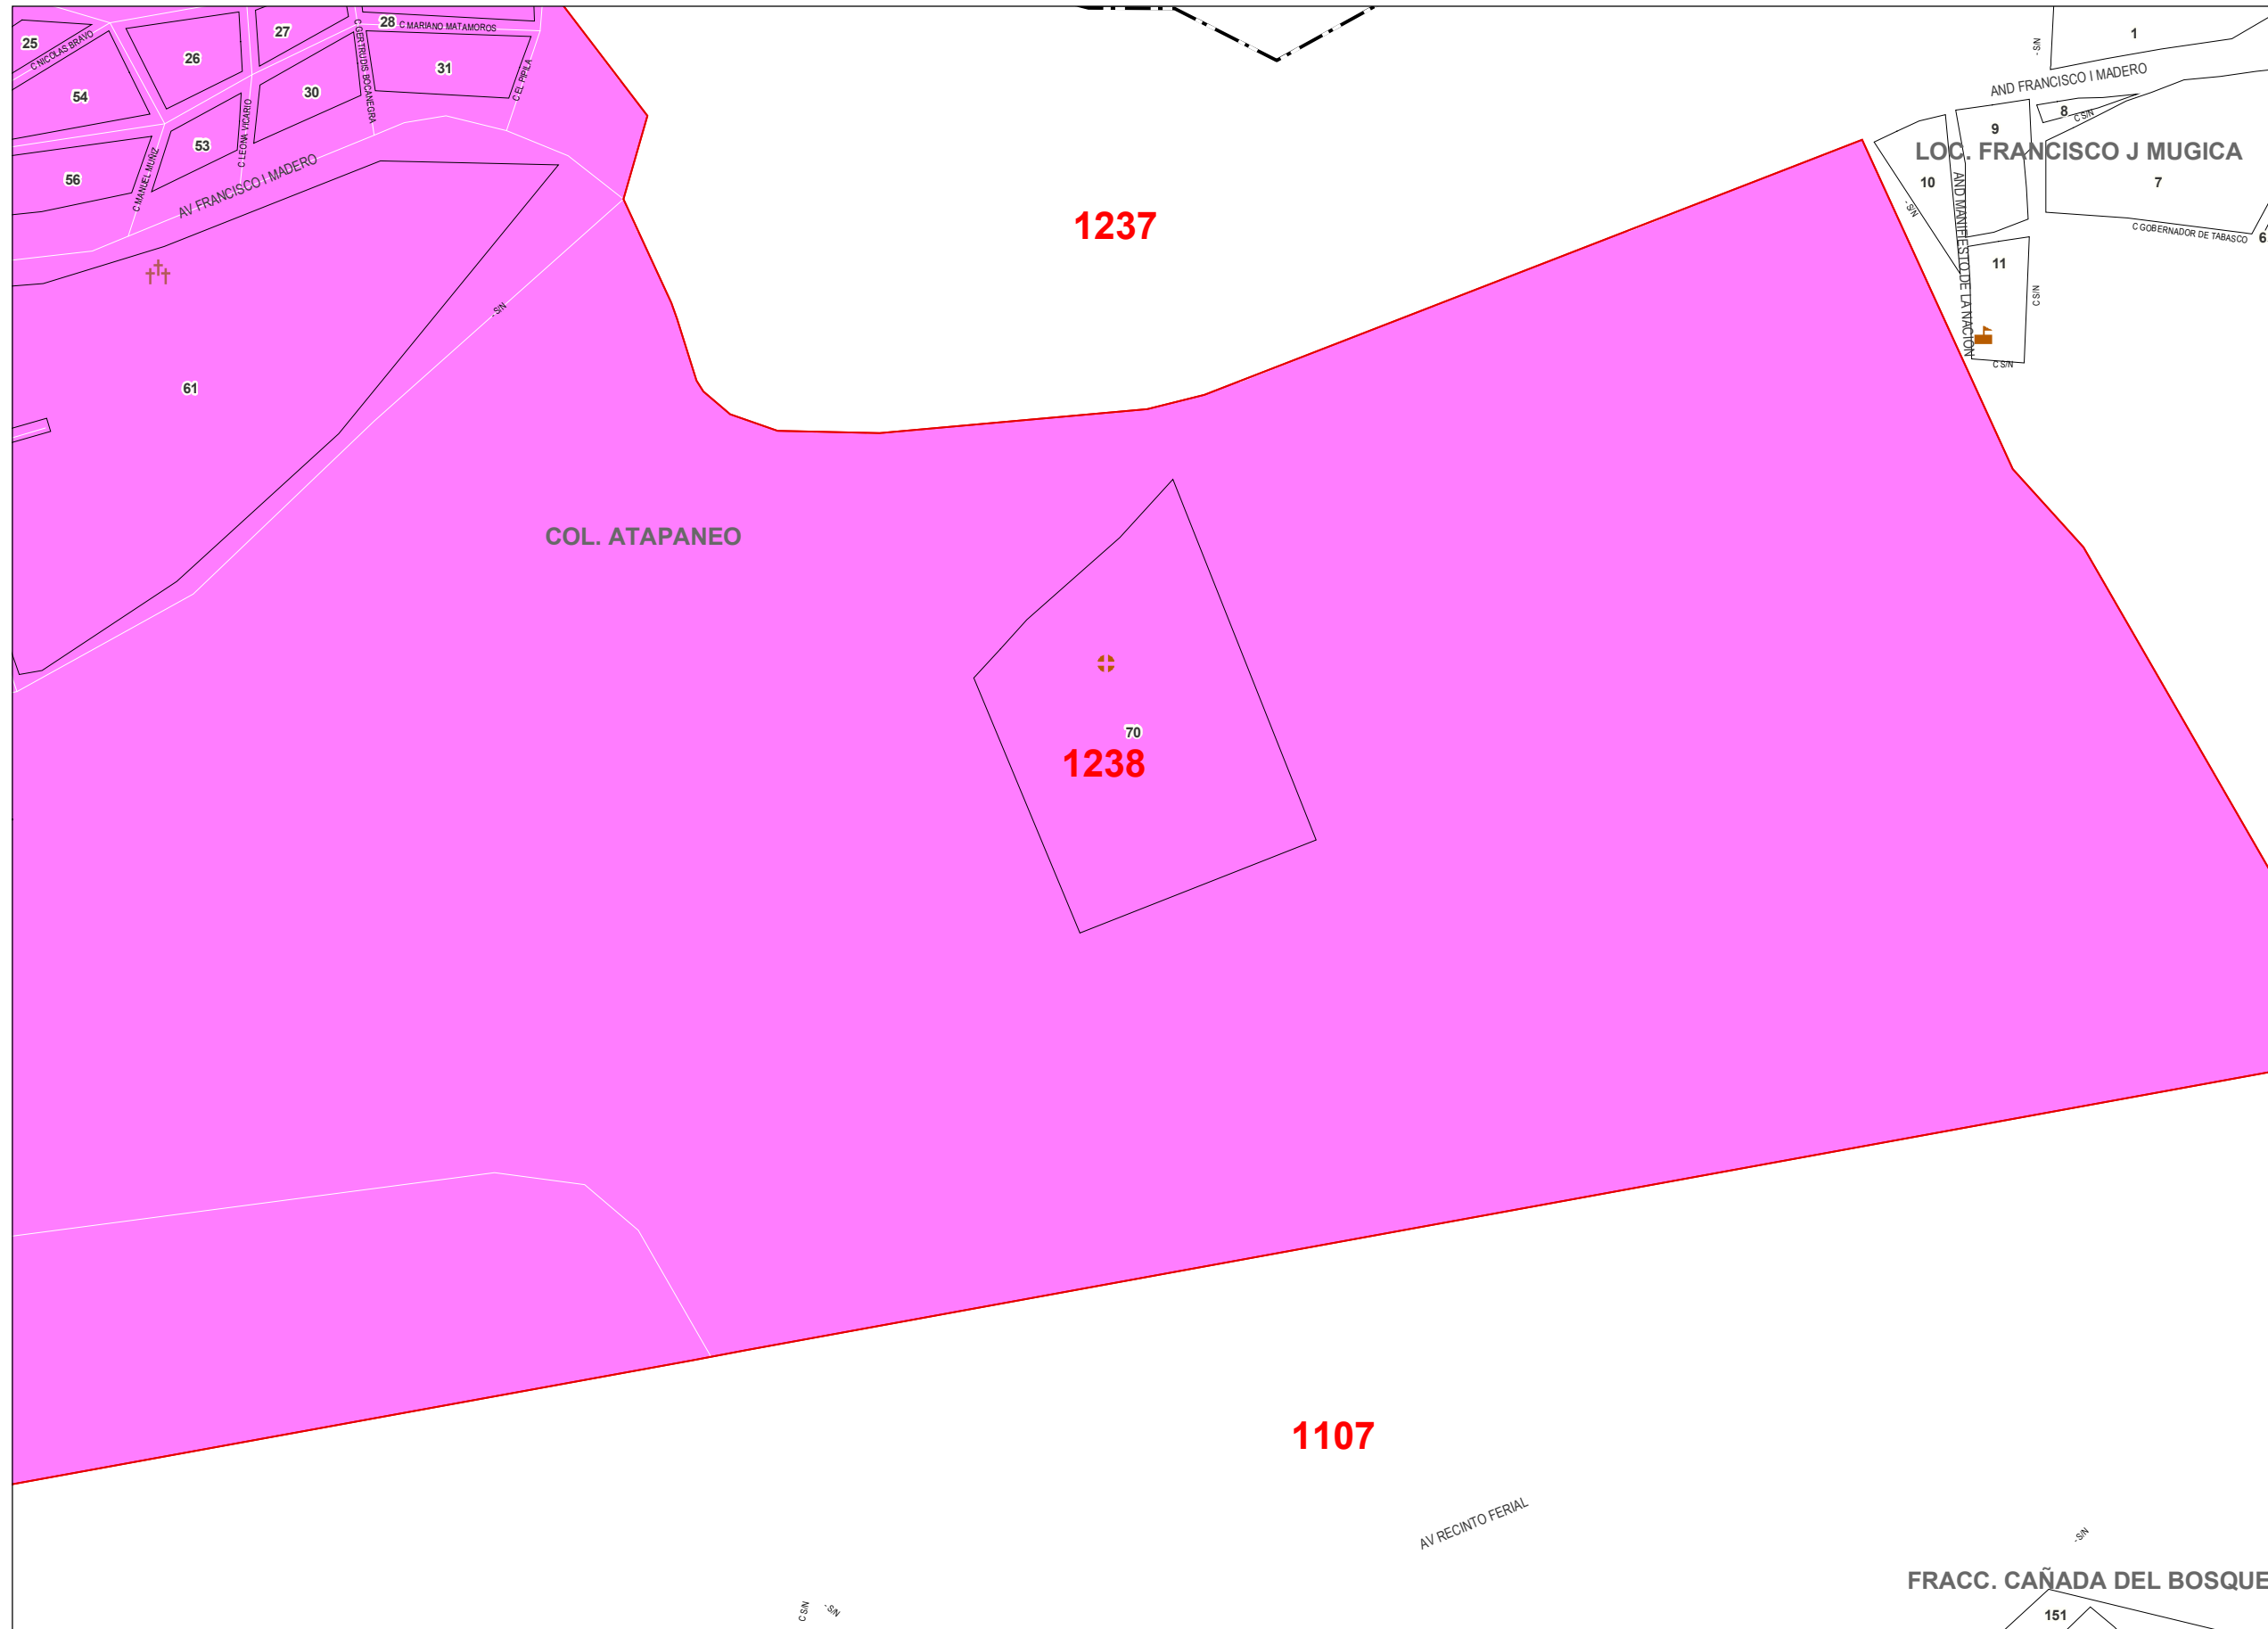 25
C NICOLAS BRAVO
26
27
28
C MARIANO MATAMOROS
C GERTRUDIS BOCANEGRA
31
C EL PIPILA
54
30
53
C LEONA VICARIO
56
C MANUEL MUÑIZ
AV FRANCISCO I MADERO
- S/N
61
1237
- S/N
1
AND FRANCISCO I MADERO
8
C S/N
9
LOC. FRANCISCO J MUGICA
10
- S/N
AND MANIFIESTO DE LA NACION
7
C GOBERNADOR DE TABASCO
6
11
C S/N
C S/N
COL. ATAPANEO
70
1238
1107
AV RECINTO FERIAL
- S/N
FRACC. CAÑADA DEL BOSQUE
C S/N
- S/N
151